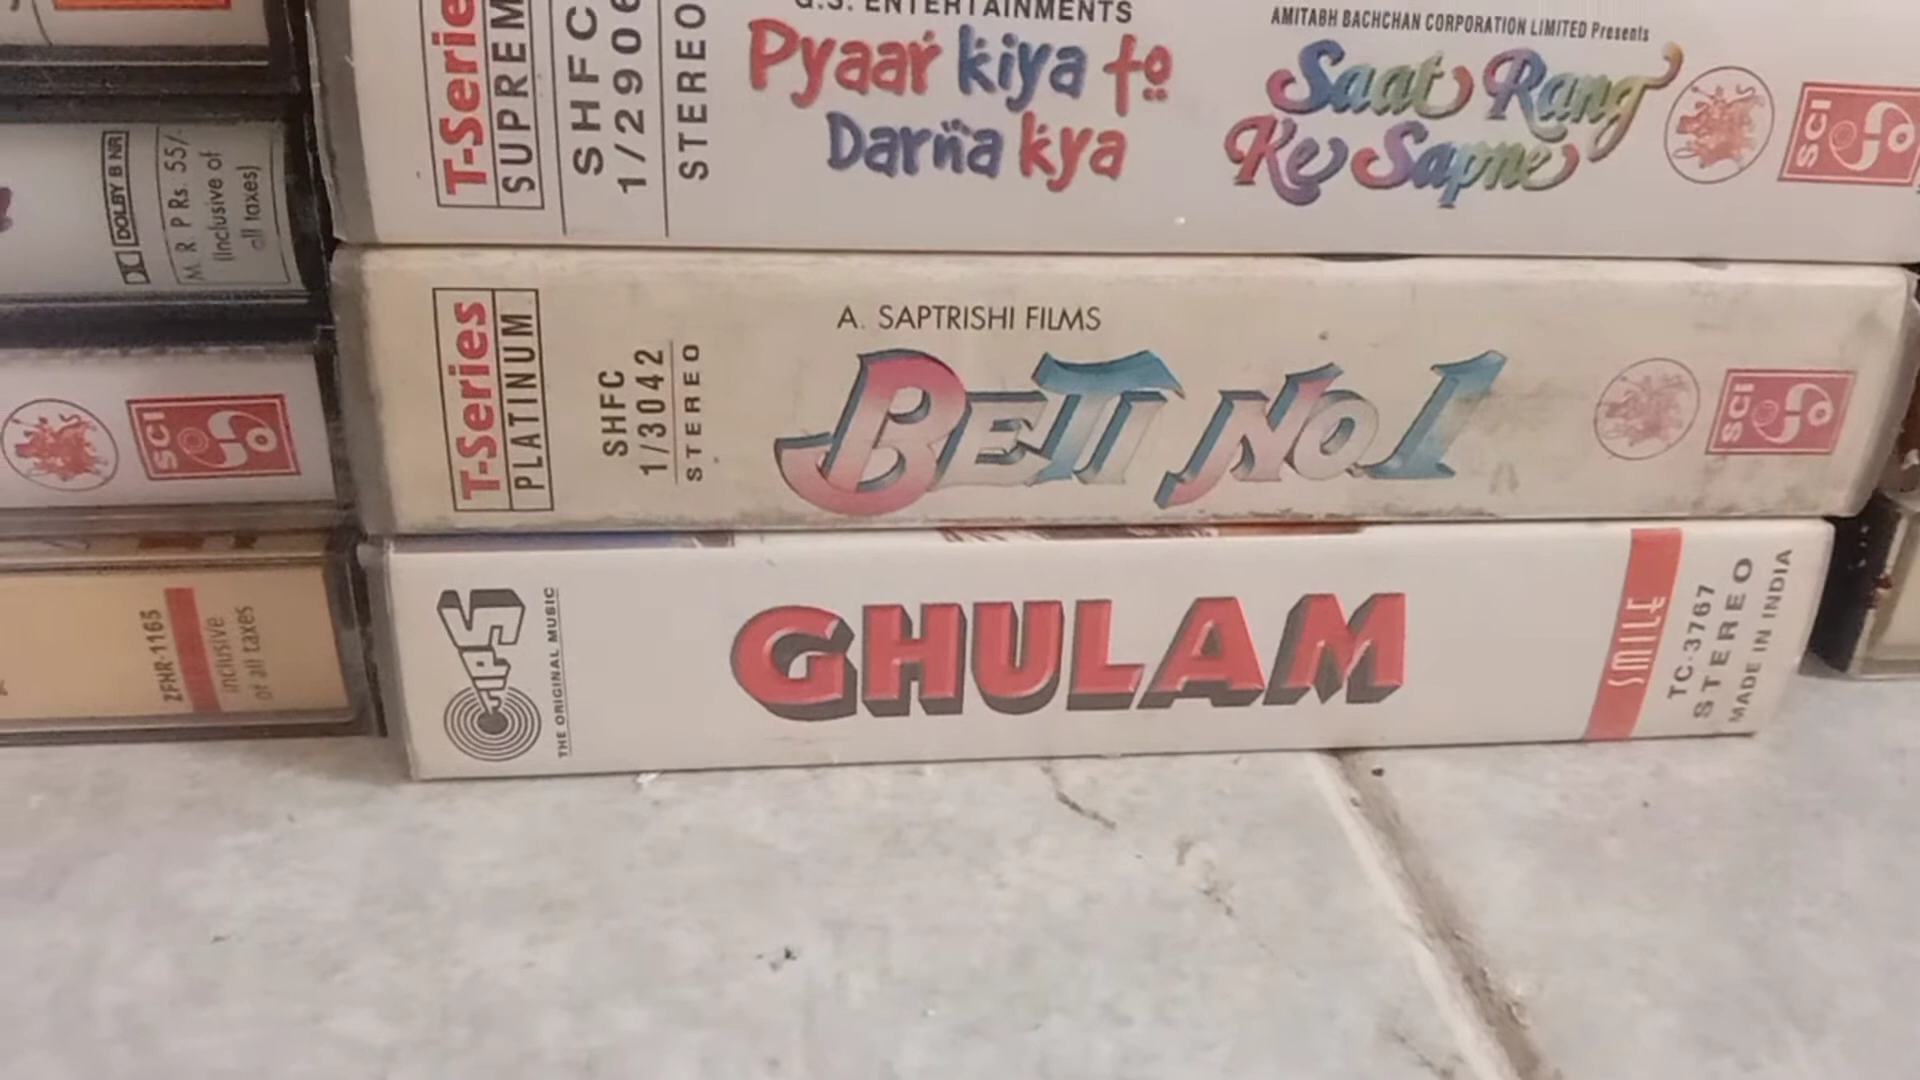 T-Series
SUPREM
SHFC
1/2906
STEREO
G.S. ENTERTAINMENTS
Pyaar kiya to
Darna kya
AMITABH BACHCHAN CORPORATION LIMITED Presents
Saat Rang
Ke Sapne
SCI
DOLBY B NR
M. R. P Rs. 55/-
(Inclusive of
all taxes)
T-Series
PLATINUM
SHFC
1/3042
STEREO
A. SAPTRISHI FILMS
BETI No.1
SCI
SCI
ZFHR-1165
inclusive
of all taxes
TIPS
THE ORIGINAL MUSIC
GHULAM
SMILE
TC-3767
STEREO
MADE IN INDIA